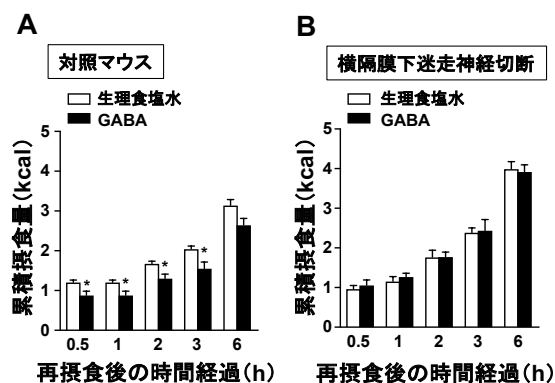 A
対照マウス
生理食塩水
GABA
累積摂食量(kcal)
5
4
3
2
1
0
* * * *
0.5 1 2 3 6
再摂食後の時間経過(h)
B
横隔膜下迷走神経切断
生理食塩水
GABA
累積摂食量(kcal)
5
4
3
2
1
0
0.5 1 2 3 6
再摂食後の時間経過(h)